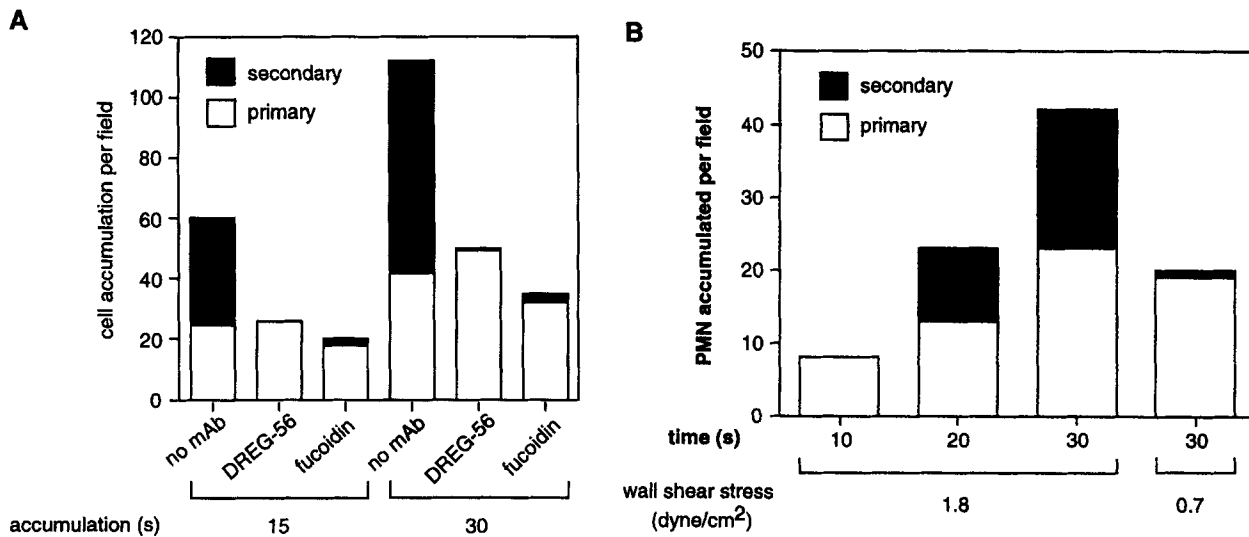 A
120
100
80
60
40
20
0
cell accumulation per field
secondary
primary
no mAb
DREG-56
fucoidin
no mAb
DREG-56
fucoidin
accumulation (s)
15
30
B
50
40
30
20
10
0
PMN accumulated per field
secondary
primary
time (s)
10
20
30
30
wall shear stress
(dyne/cm²)
1.8
0.7